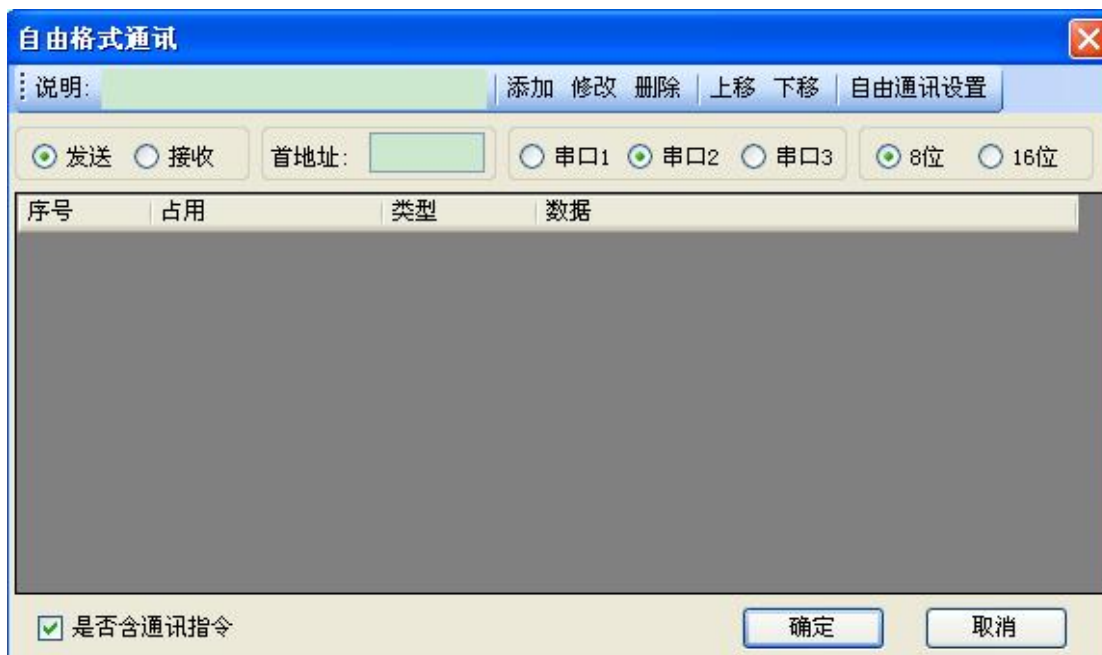 自由格式通讯
说明: 添加 修改 删除 上移 下移 自由通讯设置
发送 接收 首地址: 串口1 串口2 串口3 8位 16位
序号 占用 类型 数据
是否含通讯指令 确定 取消